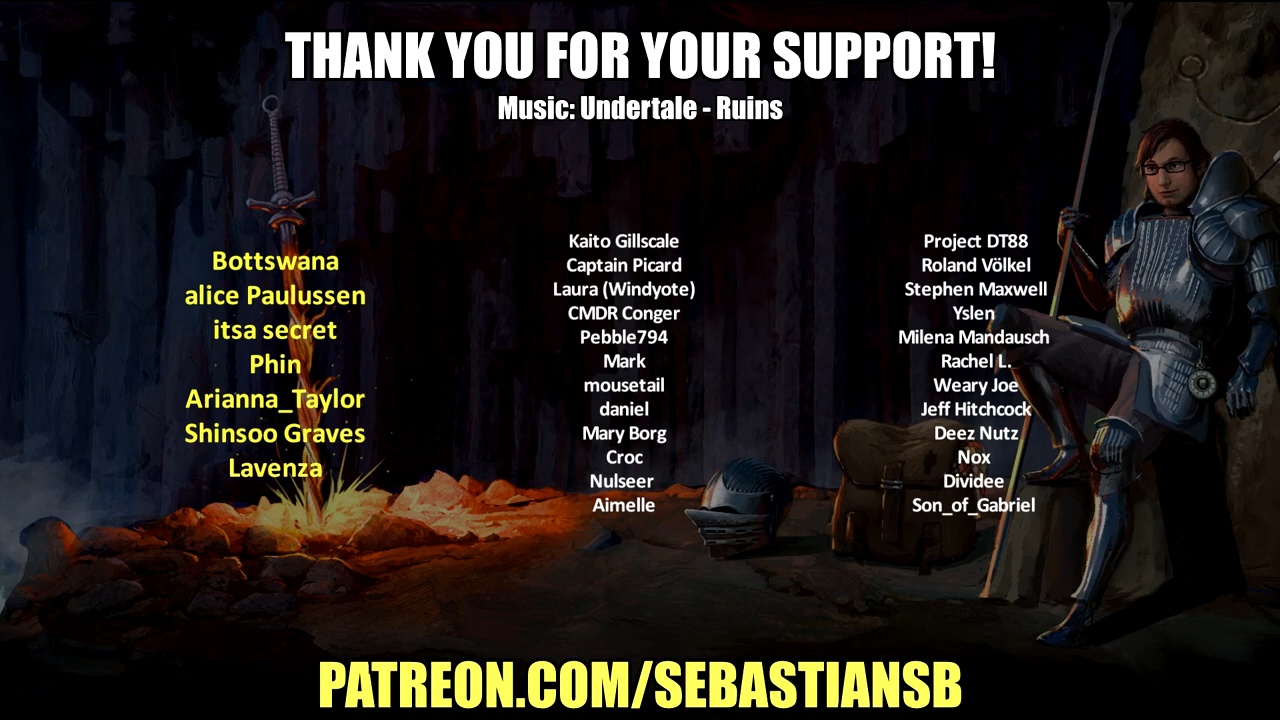 THANK YOU FOR YOUR SUPPORT!
Music: Undertale - Ruins
Bottswana
alice Paulussen
itsa secret
Phin
Arianna_Taylor
Shinsoo Graves
Lavenza
Kaito Gillscale
Captain Picard
Laura (Windyote)
CMDR Conger
Pebble794
Mark
mousetail
daniel
Mary Borg
Croc
Nulseer
Aimelle
Project DT88
Roland Völkel
Stephen Maxwell
Yslen
Milena Mandausch
Rachel L.
Weary Joe
Jeff Hitchcock
Deez Nutz
Nox
Dividee
Son_of_Gabriel
PATREON.COM/SEBASTIANSB